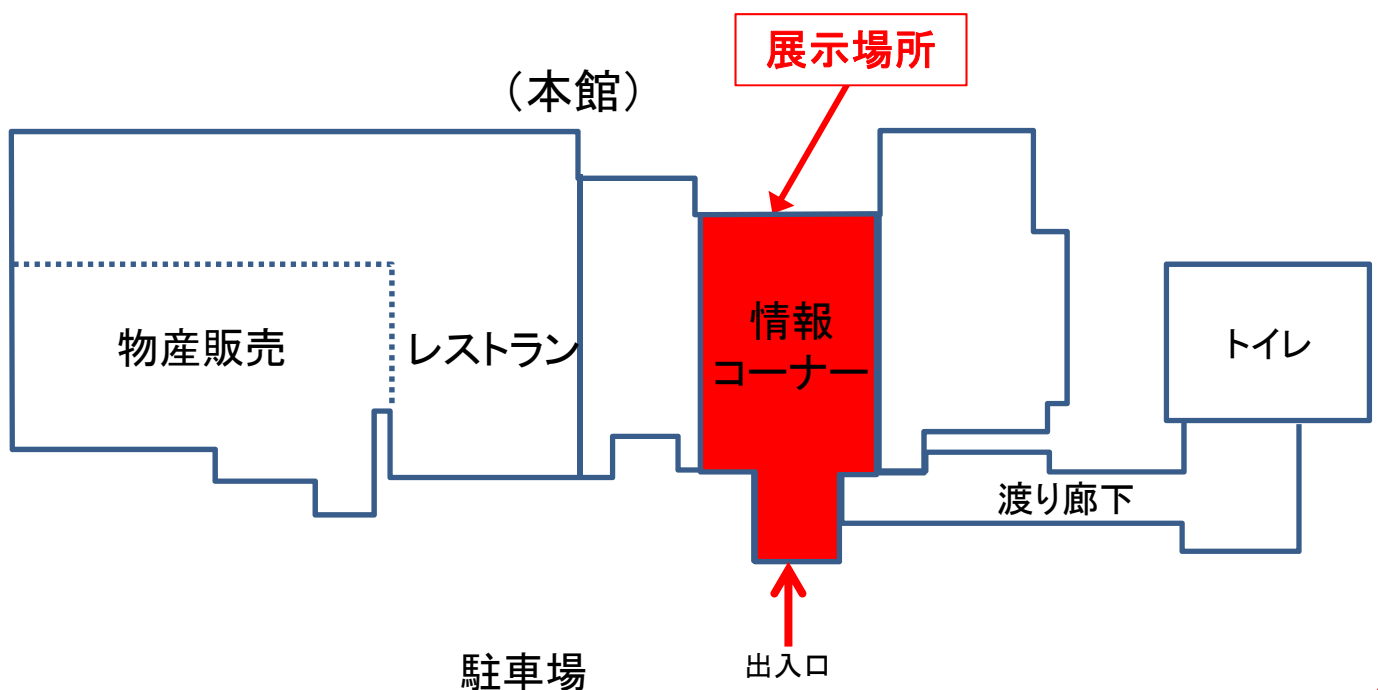 展示場所
（本館）
物産販売
レストラン
情報
コーナー
トイレ
渡り廊下
駐車場
出入口